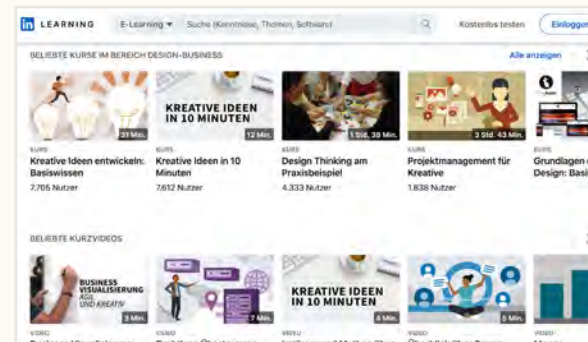 in LEARNING
E-Learning
Suche (Kenntnisse, Themen, Software)
Kostenlos testen
Einloggen
BELIEBTE KURSE IM BEREICH DESIGN-BUSINESS
Alle anzeigen
31 Min.
KREATIVE IDEEN
IN 10 MINUTEN
12 Min.
1 Std. 39 Min.
3 Std. 43 Min.
KURS
Kreative Ideen entwickeln:
Basiswissen
7.705 Nutzer
KURS
Kreative Ideen in 10
Minuten
7.612 Nutzer
KURS
Design Thinking am
Praxisbeispiel
4.333 Nutzer
KURS
Projektmanagement für
Kreative
1.838 Nutzer
KURS
Grundlagen
Design:
BELIEBTE KURZVIDEOS
BUSINESS
VISUALISIERUNG
AGIL
UND KREATIV
3 Min.
7 Min.
KREATIVE IDEEN
IN 10 MINUTEN
4 Min.
5 Min.
VIDEO
VIDEO
VIDEO
VIDEO
VIDEO